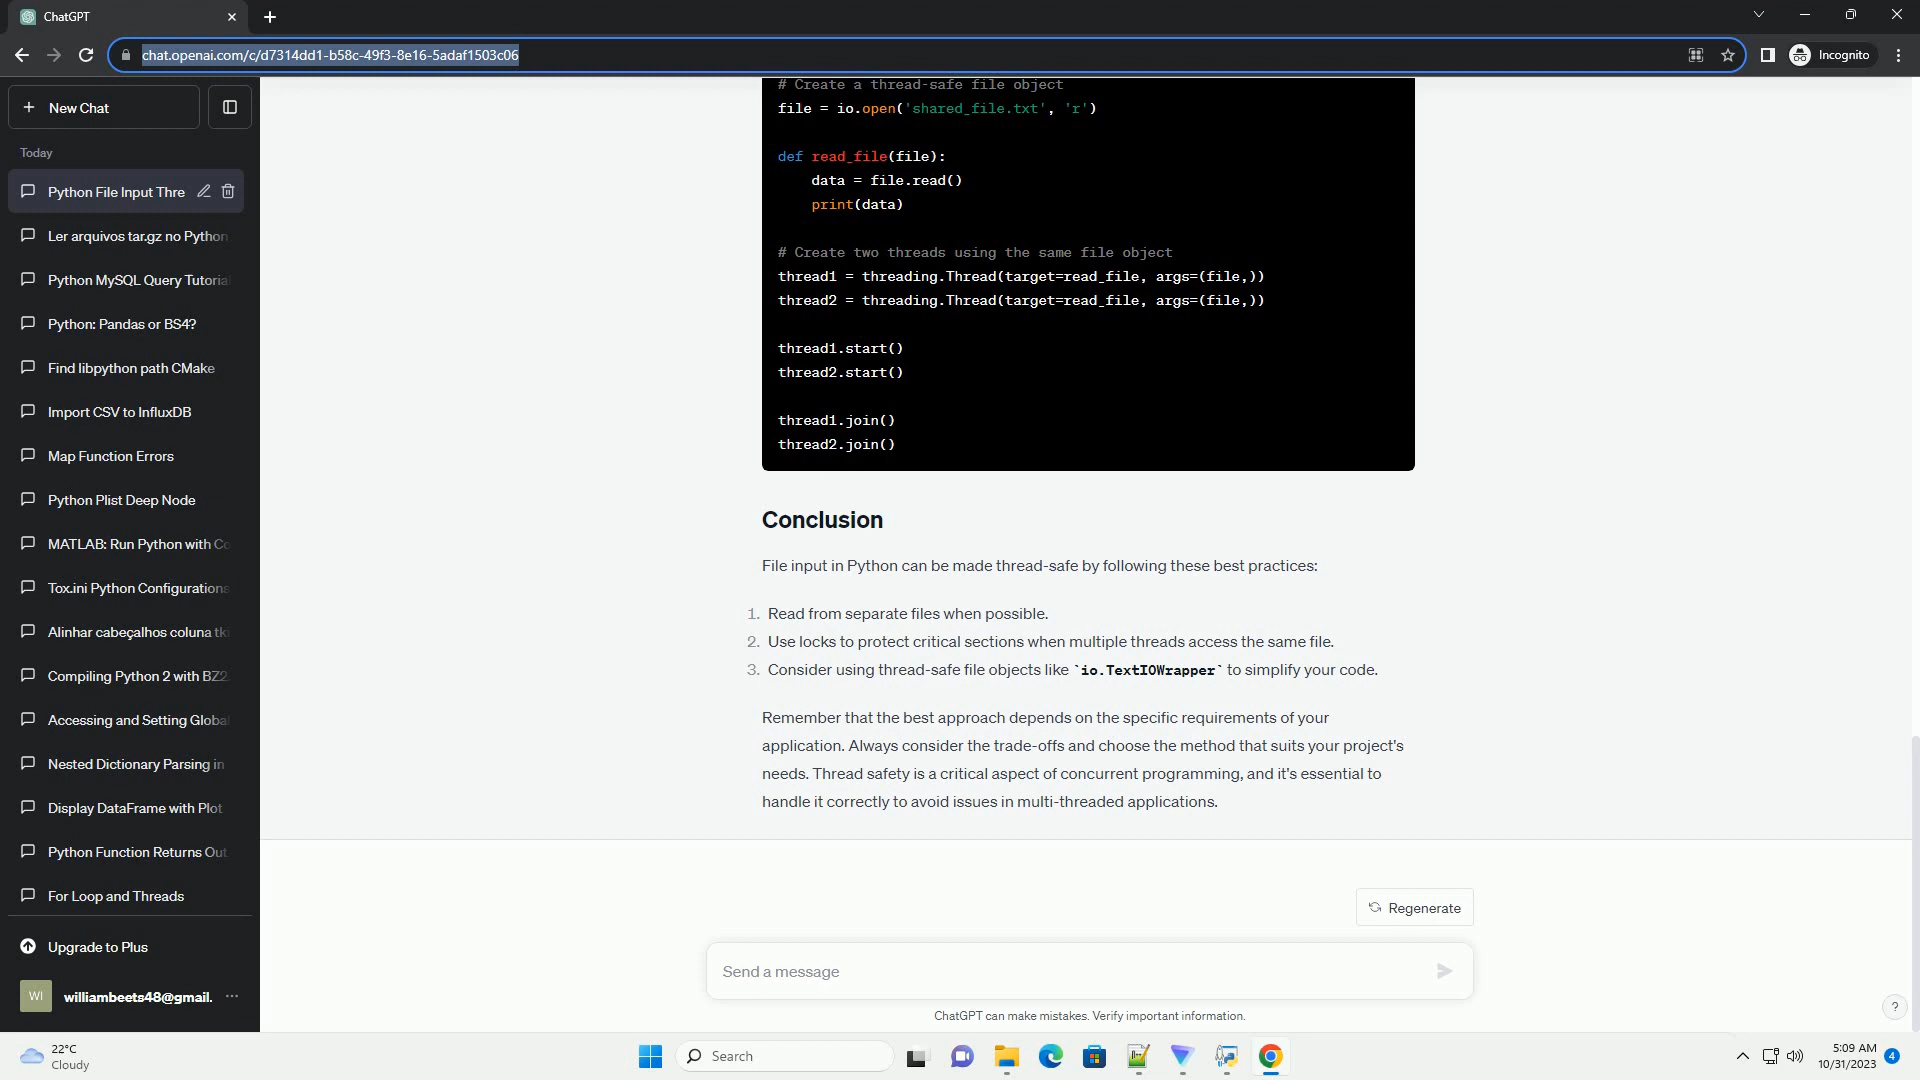 ChatGPT
chat.openai.com/c/d7314dd1-b58c-49f3-8e16-5adaf1503c06
Incognito
New Chat
Today
Python File Input Thre
Ler arquivos tar.gz no Python
Python MySQL Query Tutorial
Python: Pandas or BS4?
Find libpython path CMake
Import CSV to InfluxDB
Map Function Errors
Python Plist Deep Node
MATLAB: Run Python with Co
Tox.ini Python Configurations
Alinhar cabeçalhos coluna tki
Compiling Python 2 with BZ2
Accessing and Setting Global
Nested Dictionary Parsing in
Display DataFrame with Plot
Python Function Returns Out
For Loop and Threads
Upgrade to Plus
WI
williambeets48@gmail.
# Create a thread-safe file object
file = io.open('shared_file.txt', 'r')
def read_file(file):
data = file.read()
print(data)
# Create two threads using the same file object
thread1 = threading.Thread(target=read_file, args=(file,))
thread2 = threading.Thread(target=read_file, args=(file,))
thread1.start()
thread2.start()
thread1.join()
thread2.join()
Conclusion
File input in Python can be made thread-safe by following these best practices:
1. Read from separate files when possible.
2. Use locks to protect critical sections when multiple threads access the same file.
3. Consider using thread-safe file objects like `io.TextIOWrapper` to simplify your code.
Remember that the best approach depends on the specific requirements of your
application. Always consider the trade-offs and choose the method that suits your project's
needs. Thread safety is a critical aspect of concurrent programming, and it's essential to
handle it correctly to avoid issues in multi-threaded applications.
Regenerate
Send a message
ChatGPT can make mistakes. Verify important information.
?
22°C
Cloudy
Search
5:09 AM
10/31/2023
4